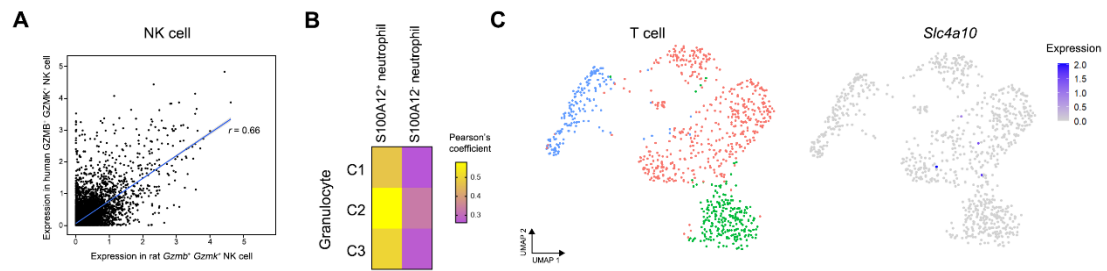 A
NK cell
Expression in human GZMB⁻ GZMK⁺ NK cell
5
4
3
2
1
0
r = 0.66
0 1 2 3 4 5
Expression in rat Gzmb⁺ Gzmk⁺ NK cell
B
S100A12⁺ neutrophil
S100A12⁻ neutrophil
Granulocyte
C1
C2
C3
Pearson's
coefficient
0.5
0.4
0.3
C
T cell
UMAP 2
UMAP 1
Slc4a10
Expression
2.0
1.5
1.0
0.5
0.0